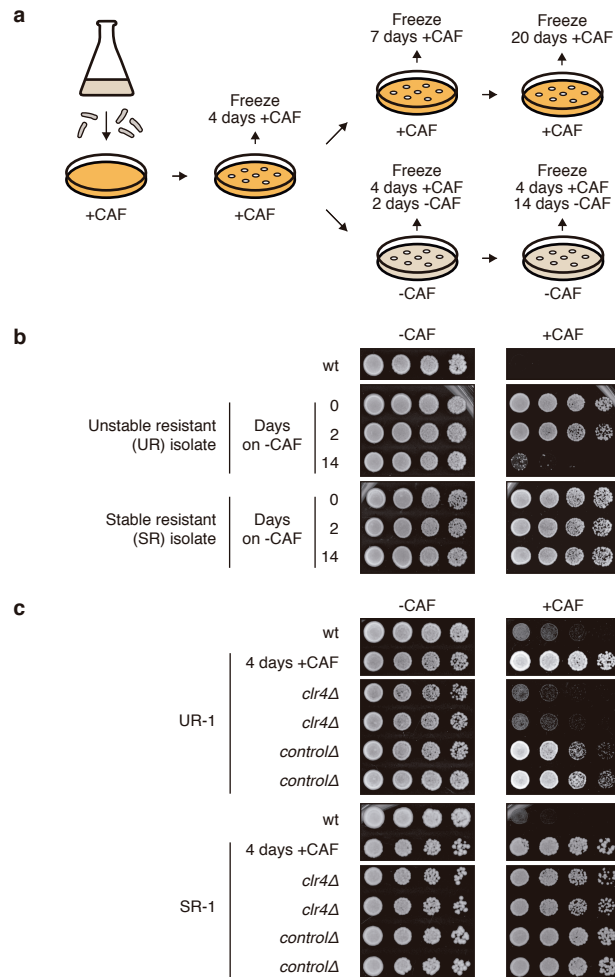 a
Freeze
7 days +CAF
Freeze
20 days +CAF
Freeze
4 days +CAF
+CAF
+CAF
+CAF
+CAF
Freeze
4 days +CAF
2 days -CAF
Freeze
4 days +CAF
14 days -CAF
-CAF
-CAF
b
-CAF
+CAF
wt
Unstable resistant
(UR) isolate
Days
on -CAF
0
2
14
Stable resistant
(SR) isolate
Days
on -CAF
0
2
14
c
-CAF
+CAF
wt
UR-1
4 days +CAF
clr4Δ
clr4Δ
controlΔ
controlΔ
wt
SR-1
4 days +CAF
clr4Δ
clr4Δ
controlΔ
controlΔ